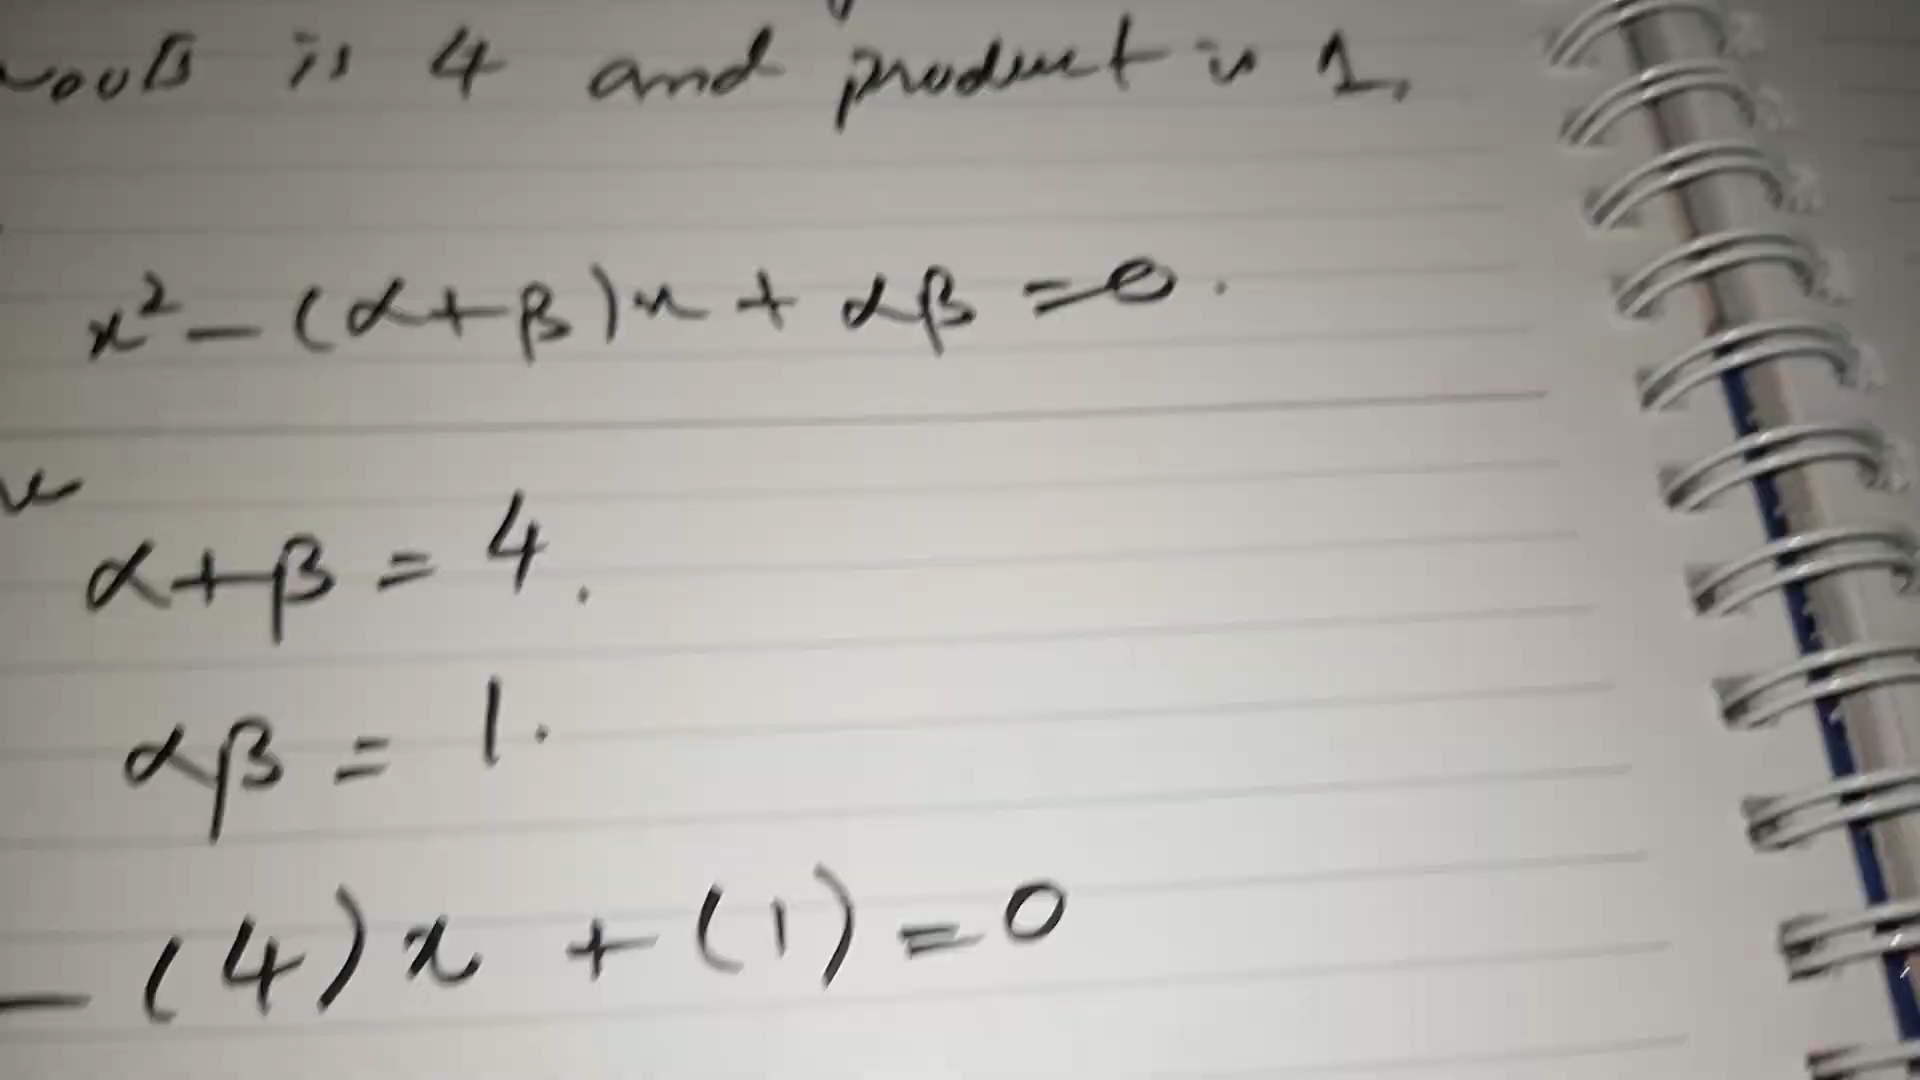 roots is 4 and product is 1.
x² - (α+β)x + αβ = 0.
α+β = 4.
αβ = 1.
- (4)x + (1) = 0